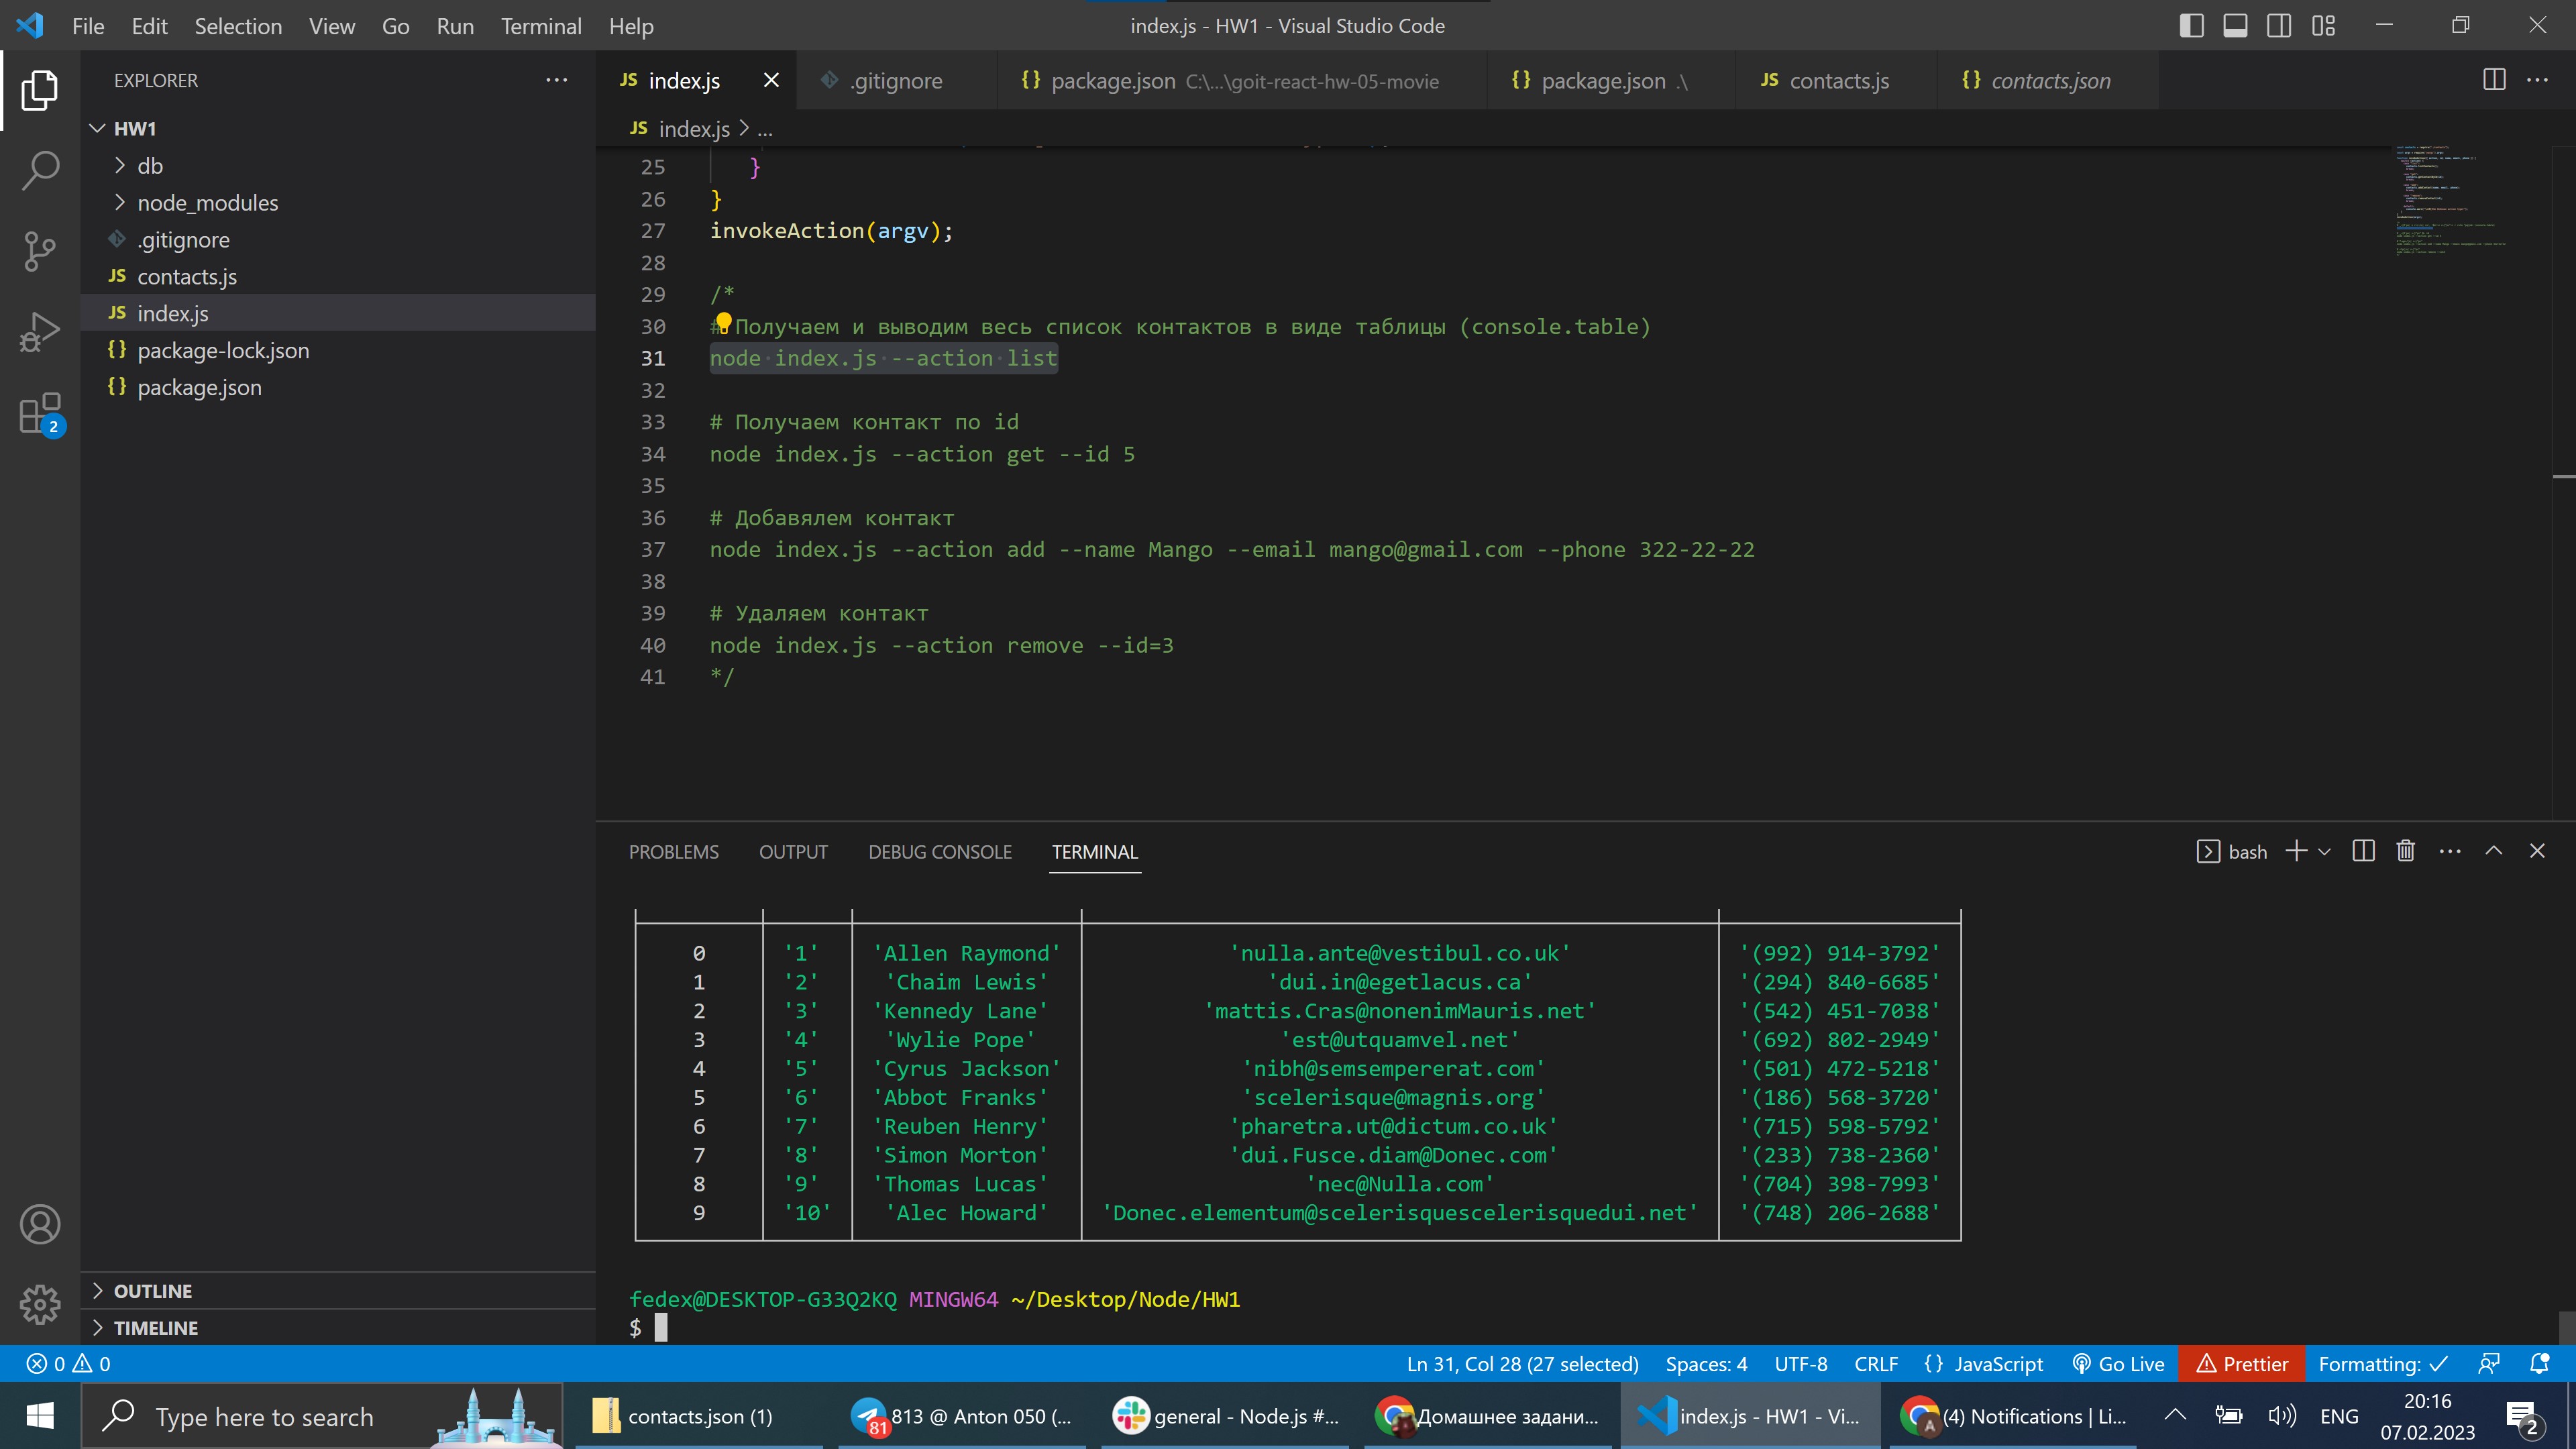 File Edit Selection View Go Run Terminal Help
index.js - HW1 - Visual Studio Code
EXPLORER
HW1
db
node_modules
.gitignore
JS contacts.js
JS index.js
{} package-lock.json
{} package.json
2
OUTLINE
TIMELINE
JS index.js
.gitignore
{} package.json C:\...\goit-react-hw-05-movie
{} package.json .\
JS contacts.js
{} contacts.json
JS index.js > ...
25 }
26 }
27 invokeAction(argv);
28
29 /*
30 # Получаем и выводим весь список контактов в виде таблицы (console.table)
31 node index.js --action list
32
33 # Получаем контакт по id
34 node index.js --action get --id 5
35
36 # Добавялем контакт
37 node index.js --action add --name Mango --email mango@gmail.com --phone 322-22-22
38
39 # Удаляем контакт
40 node index.js --action remove --id=3
41 */
PROBLEMS OUTPUT DEBUG CONSOLE TERMINAL
bash
0 '1' 'Allen Raymond' 'nulla.ante@vestibul.co.uk' '(992) 914-3792'
1 '2' 'Chaim Lewis' 'dui.in@egetlacus.ca' '(294) 840-6685'
2 '3' 'Kennedy Lane' 'mattis.Cras@nonenimMauris.net' '(542) 451-7038'
3 '4' 'Wylie Pope' 'est@utquamvel.net' '(692) 802-2949'
4 '5' 'Cyrus Jackson' 'nibh@semsempererat.com' '(501) 472-5218'
5 '6' 'Abbot Franks' 'scelerisque@magnis.org' '(186) 568-3720'
6 '7' 'Reuben Henry' 'pharetra.ut@dictum.co.uk' '(715) 598-5792'
7 '8' 'Simon Morton' 'dui.Fusce.diam@Donec.com' '(233) 738-2360'
8 '9' 'Thomas Lucas' 'nec@Nulla.com' '(704) 398-7993'
9 '10' 'Alec Howard' 'Donec.elementum@scelerisquescelerisquedui.net' '(748) 206-2688'
fedex@DESKTOP-G33Q2KQ MINGW64 ~/Desktop/Node/HW1
$
0 0
Ln 31, Col 28 (27 selected) Spaces: 4 UTF-8 CRLF {} JavaScript Go Live Prettier Formatting: ✓
Type here to search
contacts.json (1)
81
813 @ Anton 050 (...
general - Node.js #...
Домашнее задани...
index.js - HW1 - Vi...
A
(4) Notifications | Li...
ENG
20:16
07.02.2023
2